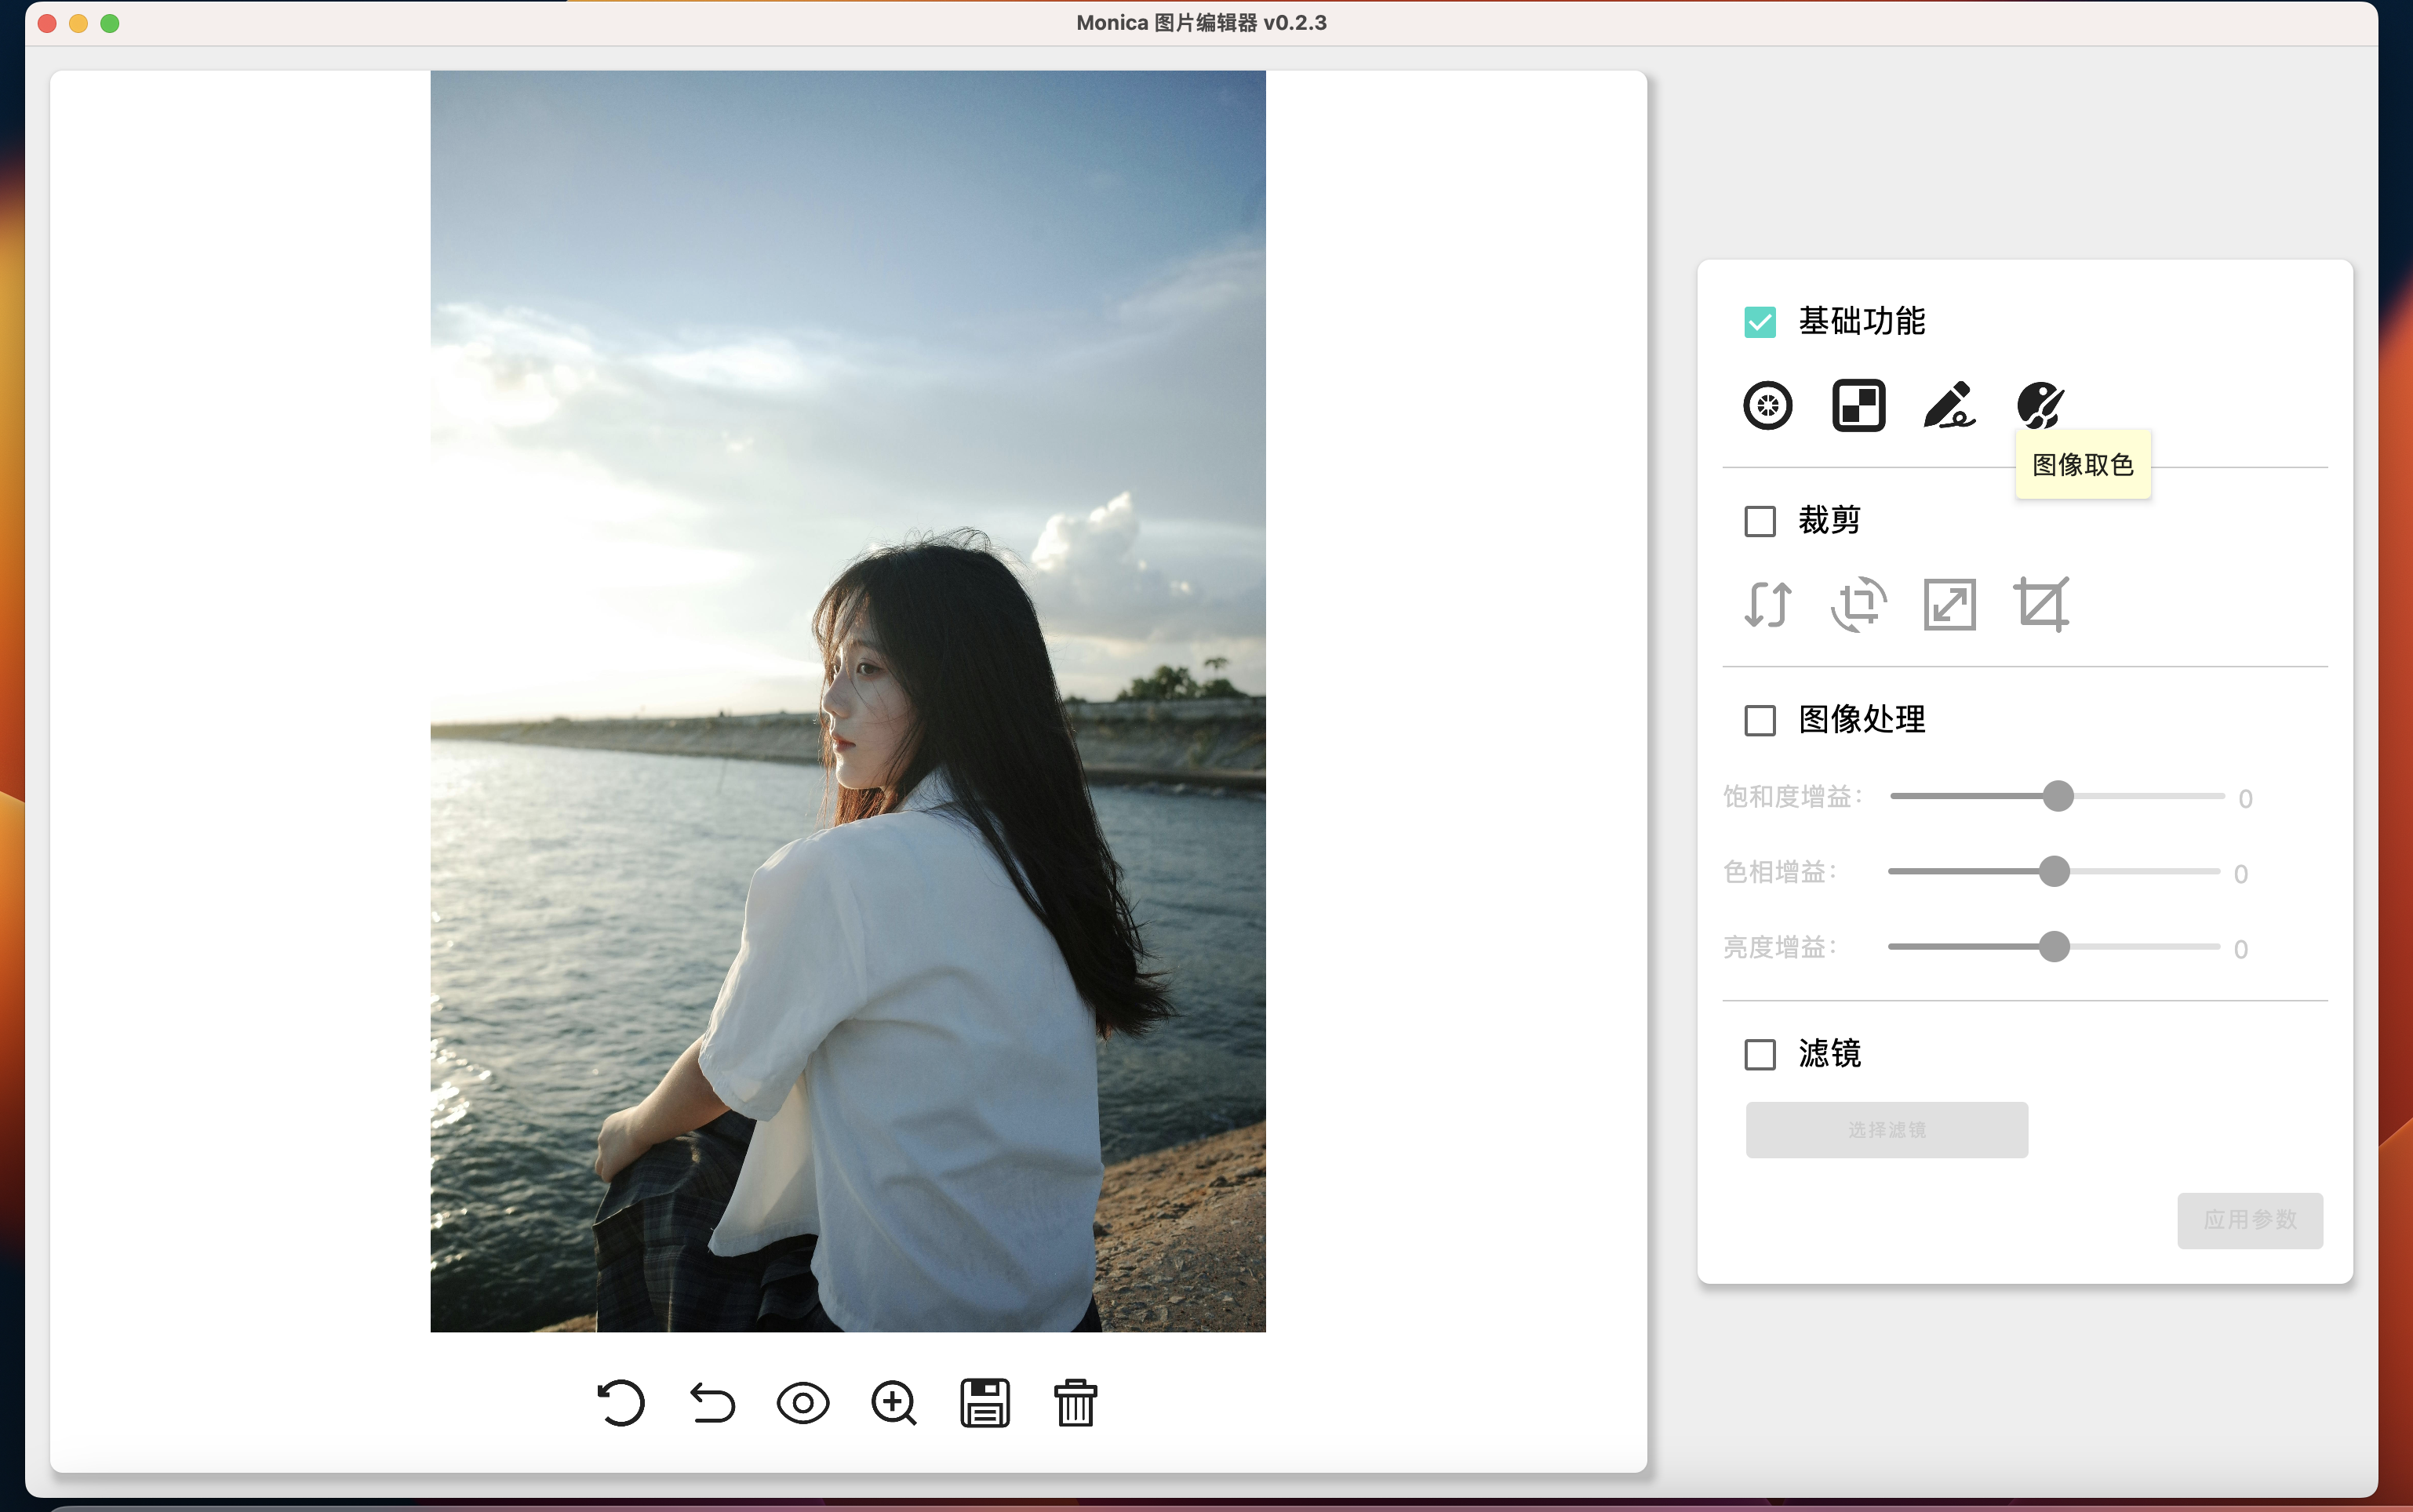 Monica 图片编辑器 v0.2.3
基础功能
图像取色
裁剪
图像处理
饱和度增益： 0
色相增益： 0
亮度增益： 0
滤镜
选择滤镜
应用参数